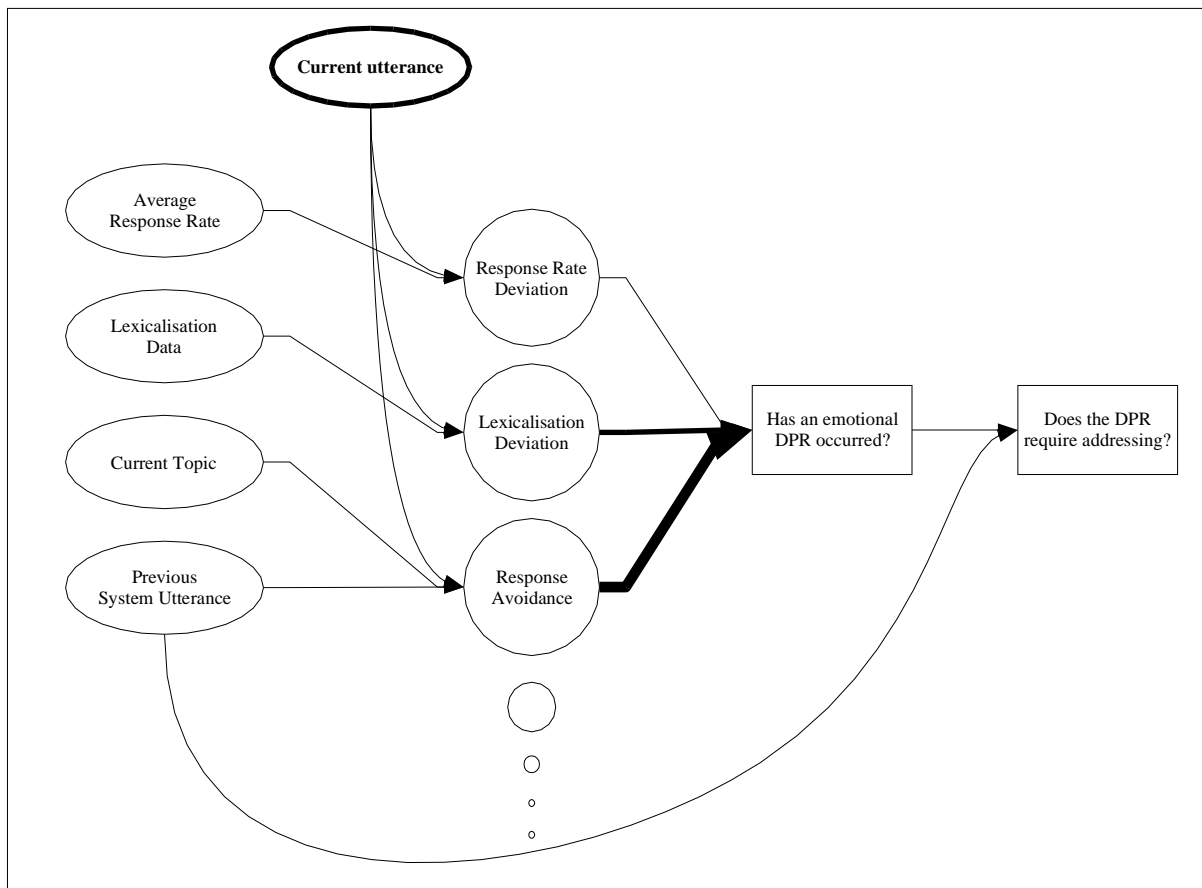 Current utterance
Average
Response Rate
Response Rate
Deviation
Lexicalisation
Data
Lexicalisation
Deviation
Has an emotional
DPR occurred?
Does the DPR
require addressing?
Current Topic
Previous
System Utterance
Response
Avoidance